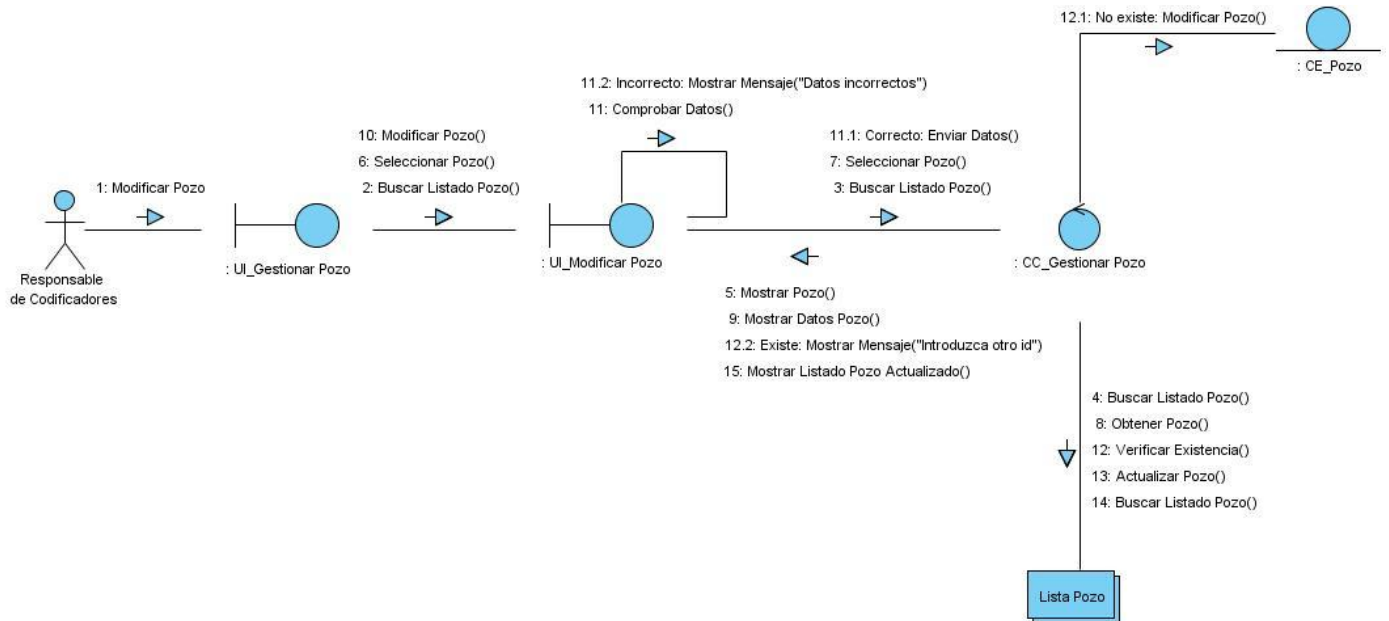 12.1: No existe: Modificar Pozo()
: CE_Pozo
11.2: Incorrecto: Mostrar Mensaje("Datos incorrectos")
11: Comprobar Datos()
10: Modificar Pozo()
6: Seleccionar Pozo()
2: Buscar Listado Pozo()
11.1: Correcto: Enviar Datos()
7: Seleccionar Pozo()
3: Buscar Listado Pozo()
1: Modificar Pozo
Responsable
de Codificadores
: UI_Gestionar Pozo
: UI_Modificar Pozo
: CC_Gestionar Pozo
5: Mostrar Pozo()
9: Mostrar Datos Pozo()
12.2: Existe: Mostrar Mensaje("Introduzca otro id")
15: Mostrar Listado Pozo Actualizado()
4: Buscar Listado Pozo()
8: Obtener Pozo()
12: Verificar Existencia()
13: Actualizar Pozo()
14: Buscar Listado Pozo()
Lista Pozo